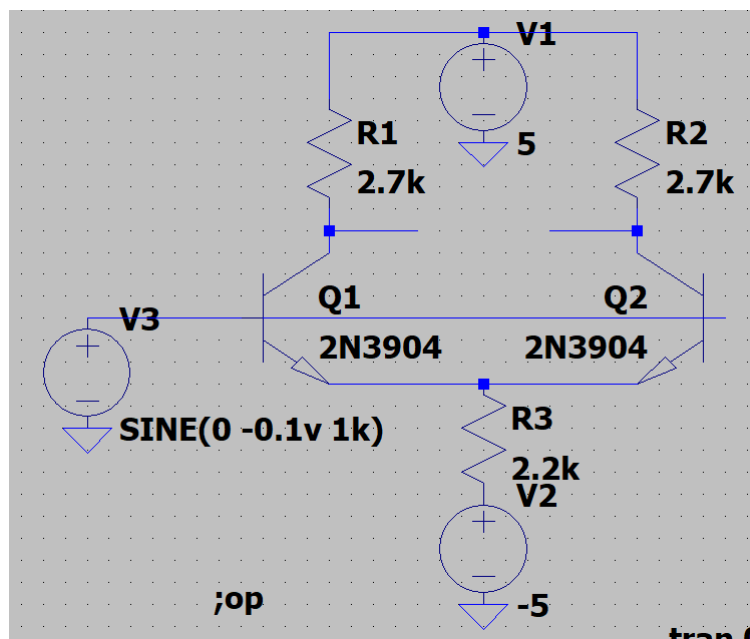 V1
R1
5
R2
2.7k
2.7k
Q1
Q2
V3
2N3904
2N3904
SINE(0 -0.1v 1k)
R3
2.2k
V2
;op
-5